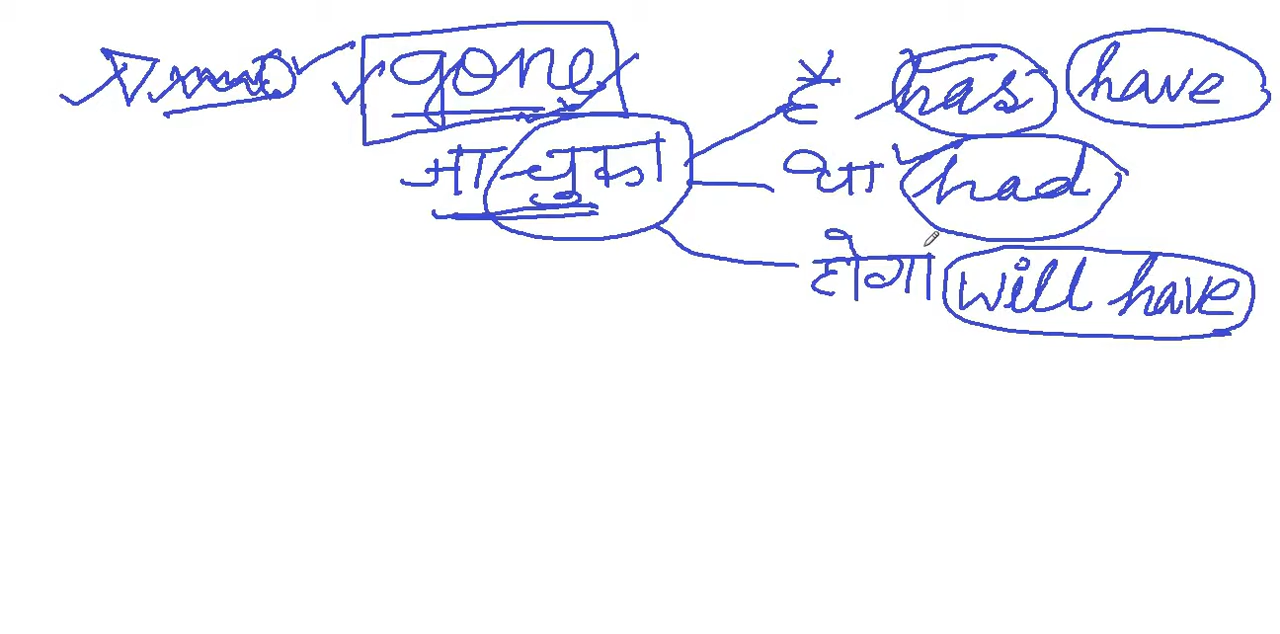 gone है has have
जा चुका था had
होगा will have